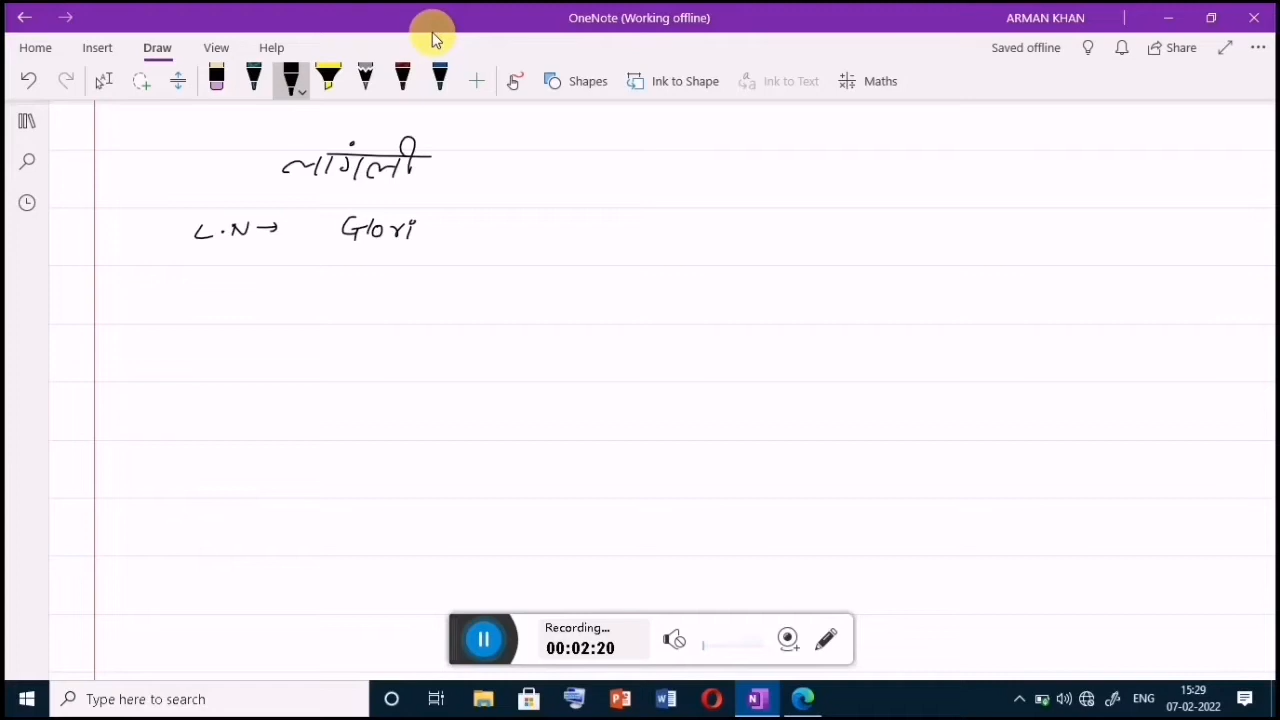 OneNote (Working offline) ARMAN KHAN
Home Insert Draw View Help Saved offline Share
Shapes Ink to Shape Ink to Text Maths
लांगली
L.N→ Glori
Recording...
00:02:20
Type here to search ENG 15:29
07-02-2022